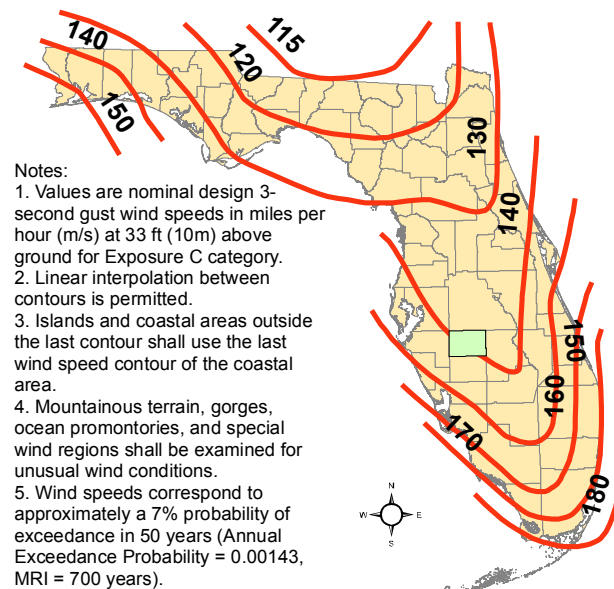 115
140
120
150
130
140
150
160
170
180
Notes:
1. Values are nominal design 3-
second gust wind speeds in miles per
hour (m/s) at 33 ft (10m) above
ground for Exposure C category.
2. Linear interpolation between
contours is permitted.
3. Islands and coastal areas outside
the last contour shall use the last
wind speed contour of the coastal
area.
4. Mountainous terrain, gorges,
ocean promontories, and special
wind regions shall be examined for
unusual wind conditions.
5. Wind speeds correspond to
approximately a 7% probability of
exceedance in 50 years (Annual
Exceedance Probability = 0.00143,
MRI = 700 years).
N
W E
S